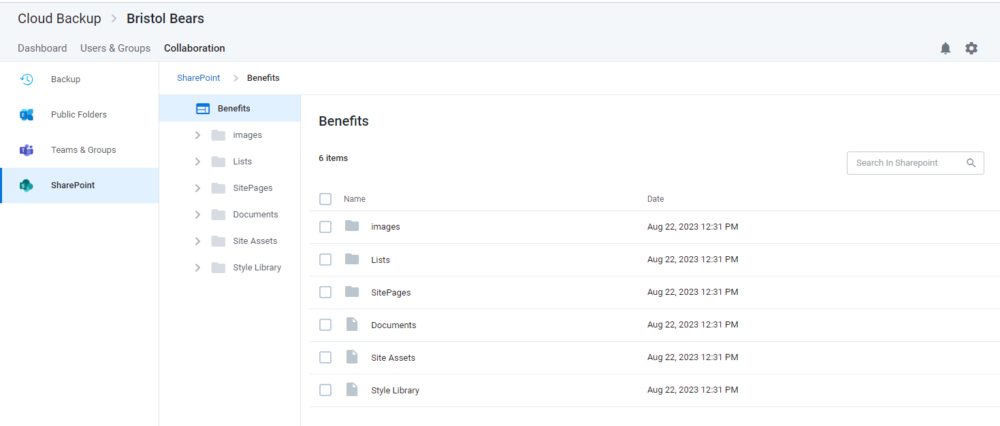 Cloud Backup > Bristol Bears
Dashboard Users & Groups Collaboration
Backup
Public Folders
Teams & Groups
SharePoint
SharePoint > Benefits
Benefits
images
Lists
SitePages
Documents
Site Assets
Style Library
Benefits
6 items
Search In Sharepoint
Name Date
images Aug 22, 2023 12:31 PM
Lists Aug 22, 2023 12:31 PM
SitePages Aug 22, 2023 12:31 PM
Documents Aug 22, 2023 12:31 PM
Site Assets Aug 22, 2023 12:31 PM
Style Library Aug 22, 2023 12:31 PM